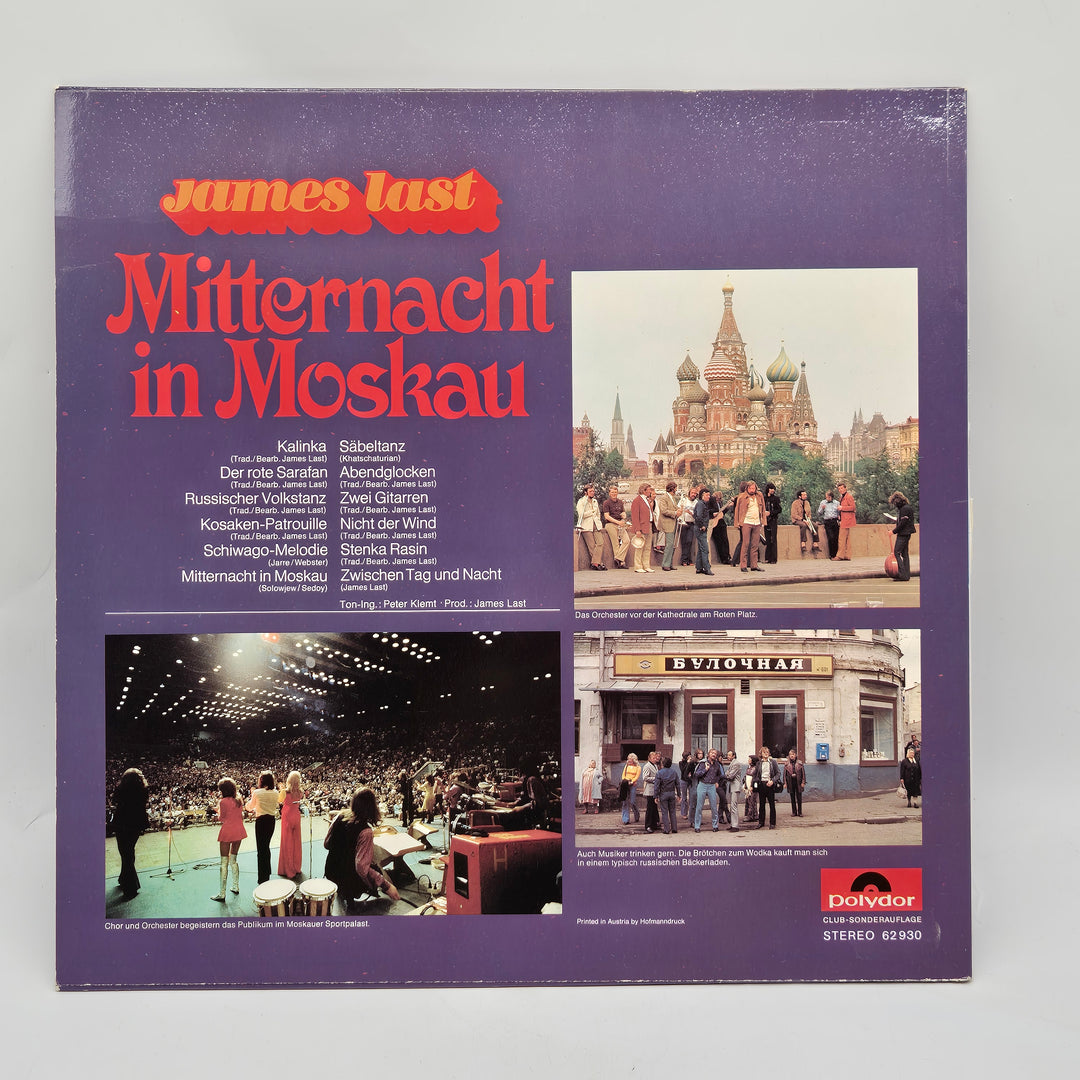 James last
Mitternacht
in Moskau
Kalinka
(Trad./Bearb. James Last)
Der rote Sarafan
(Trad./Bearb. James Last)
Russischer Volkstanz
(Trad./Bearb. James Last)
Kosaken-Patrouille
(Trad./Bearb. James Last)
Schiwago-Melodie
(Jarre/Webster)
Mitternacht in Moskau
(Solowjew/Sedoy)
Säbeltanz
(Khatschaturian)
Abendglocken
(Trad./Bearb. James Last)
Zwei Gitarren
(Trad./Bearb. James Last)
Nicht der Wind
(Trad./Bearb. James Last)
Stenka Rasin
(Trad./Bearb. James Last)
Zwischen Tag und Nacht
(James Last)
Ton-Ing.: Peter Klemt · Prod.: James Last
Das Orchester vor der Kathedrale am Roten Platz.
БУЛОЧНАЯ
Auch Musiker trinken gern. Die Brötchen zum Wodka kauft man sich
in einem typisch russischen Bäckerladen.
Chor und Orchester begeistern das Publikum im Moskauer Sportpalast.
Printed in Austria by Hofmanndruck
polydor
CLUB-SONDERAUFLAGE
STEREO 62930